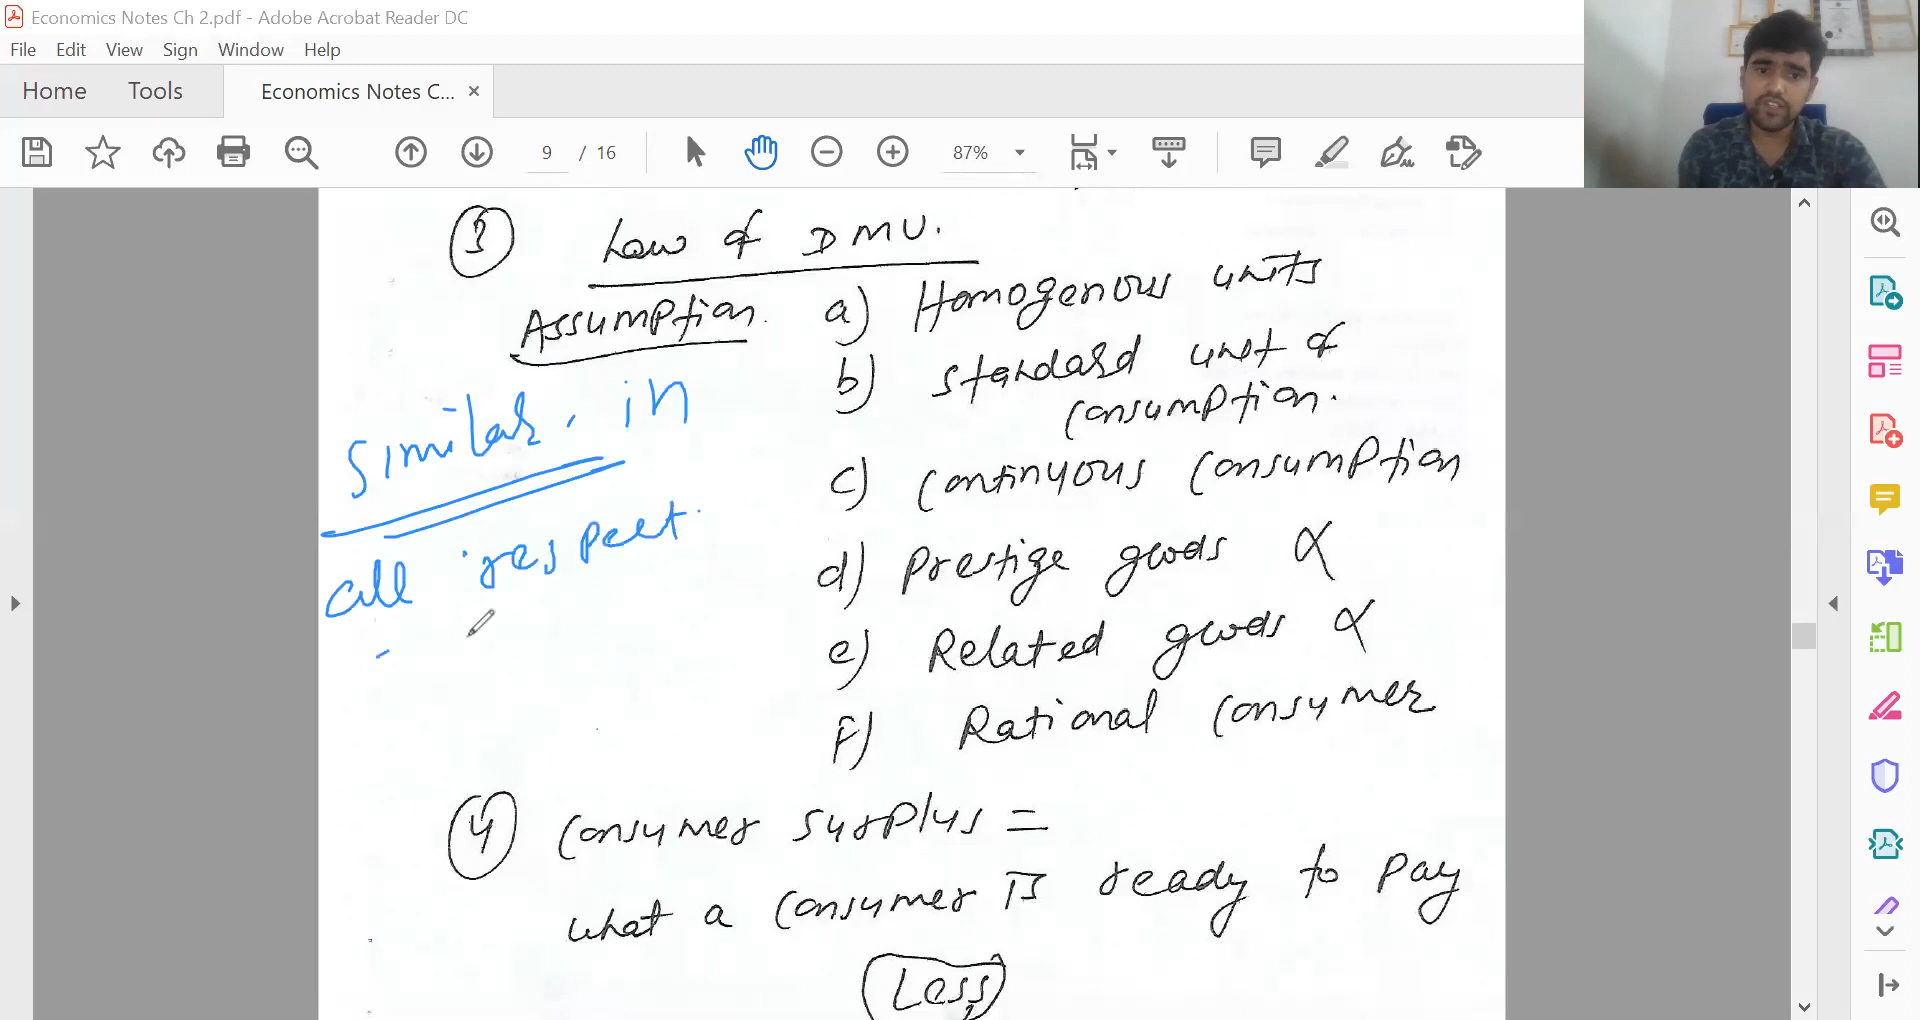 Economics Notes Ch 2.pdf - Adobe Acrobat Reader DC
File Edit View Sign Window Help
Home Tools Economics Notes C... ×
9 / 16 87%
3 Law of DMU.
Assumption. a) Homogenous units
b) standard unit of
consumption.
c) continuous consumption
d) Prestige goods X
e) Related goods X
F) Rational consumer
similar. in
all respect.
4 consumer surplus =
what a consumer is ready to pay
Less